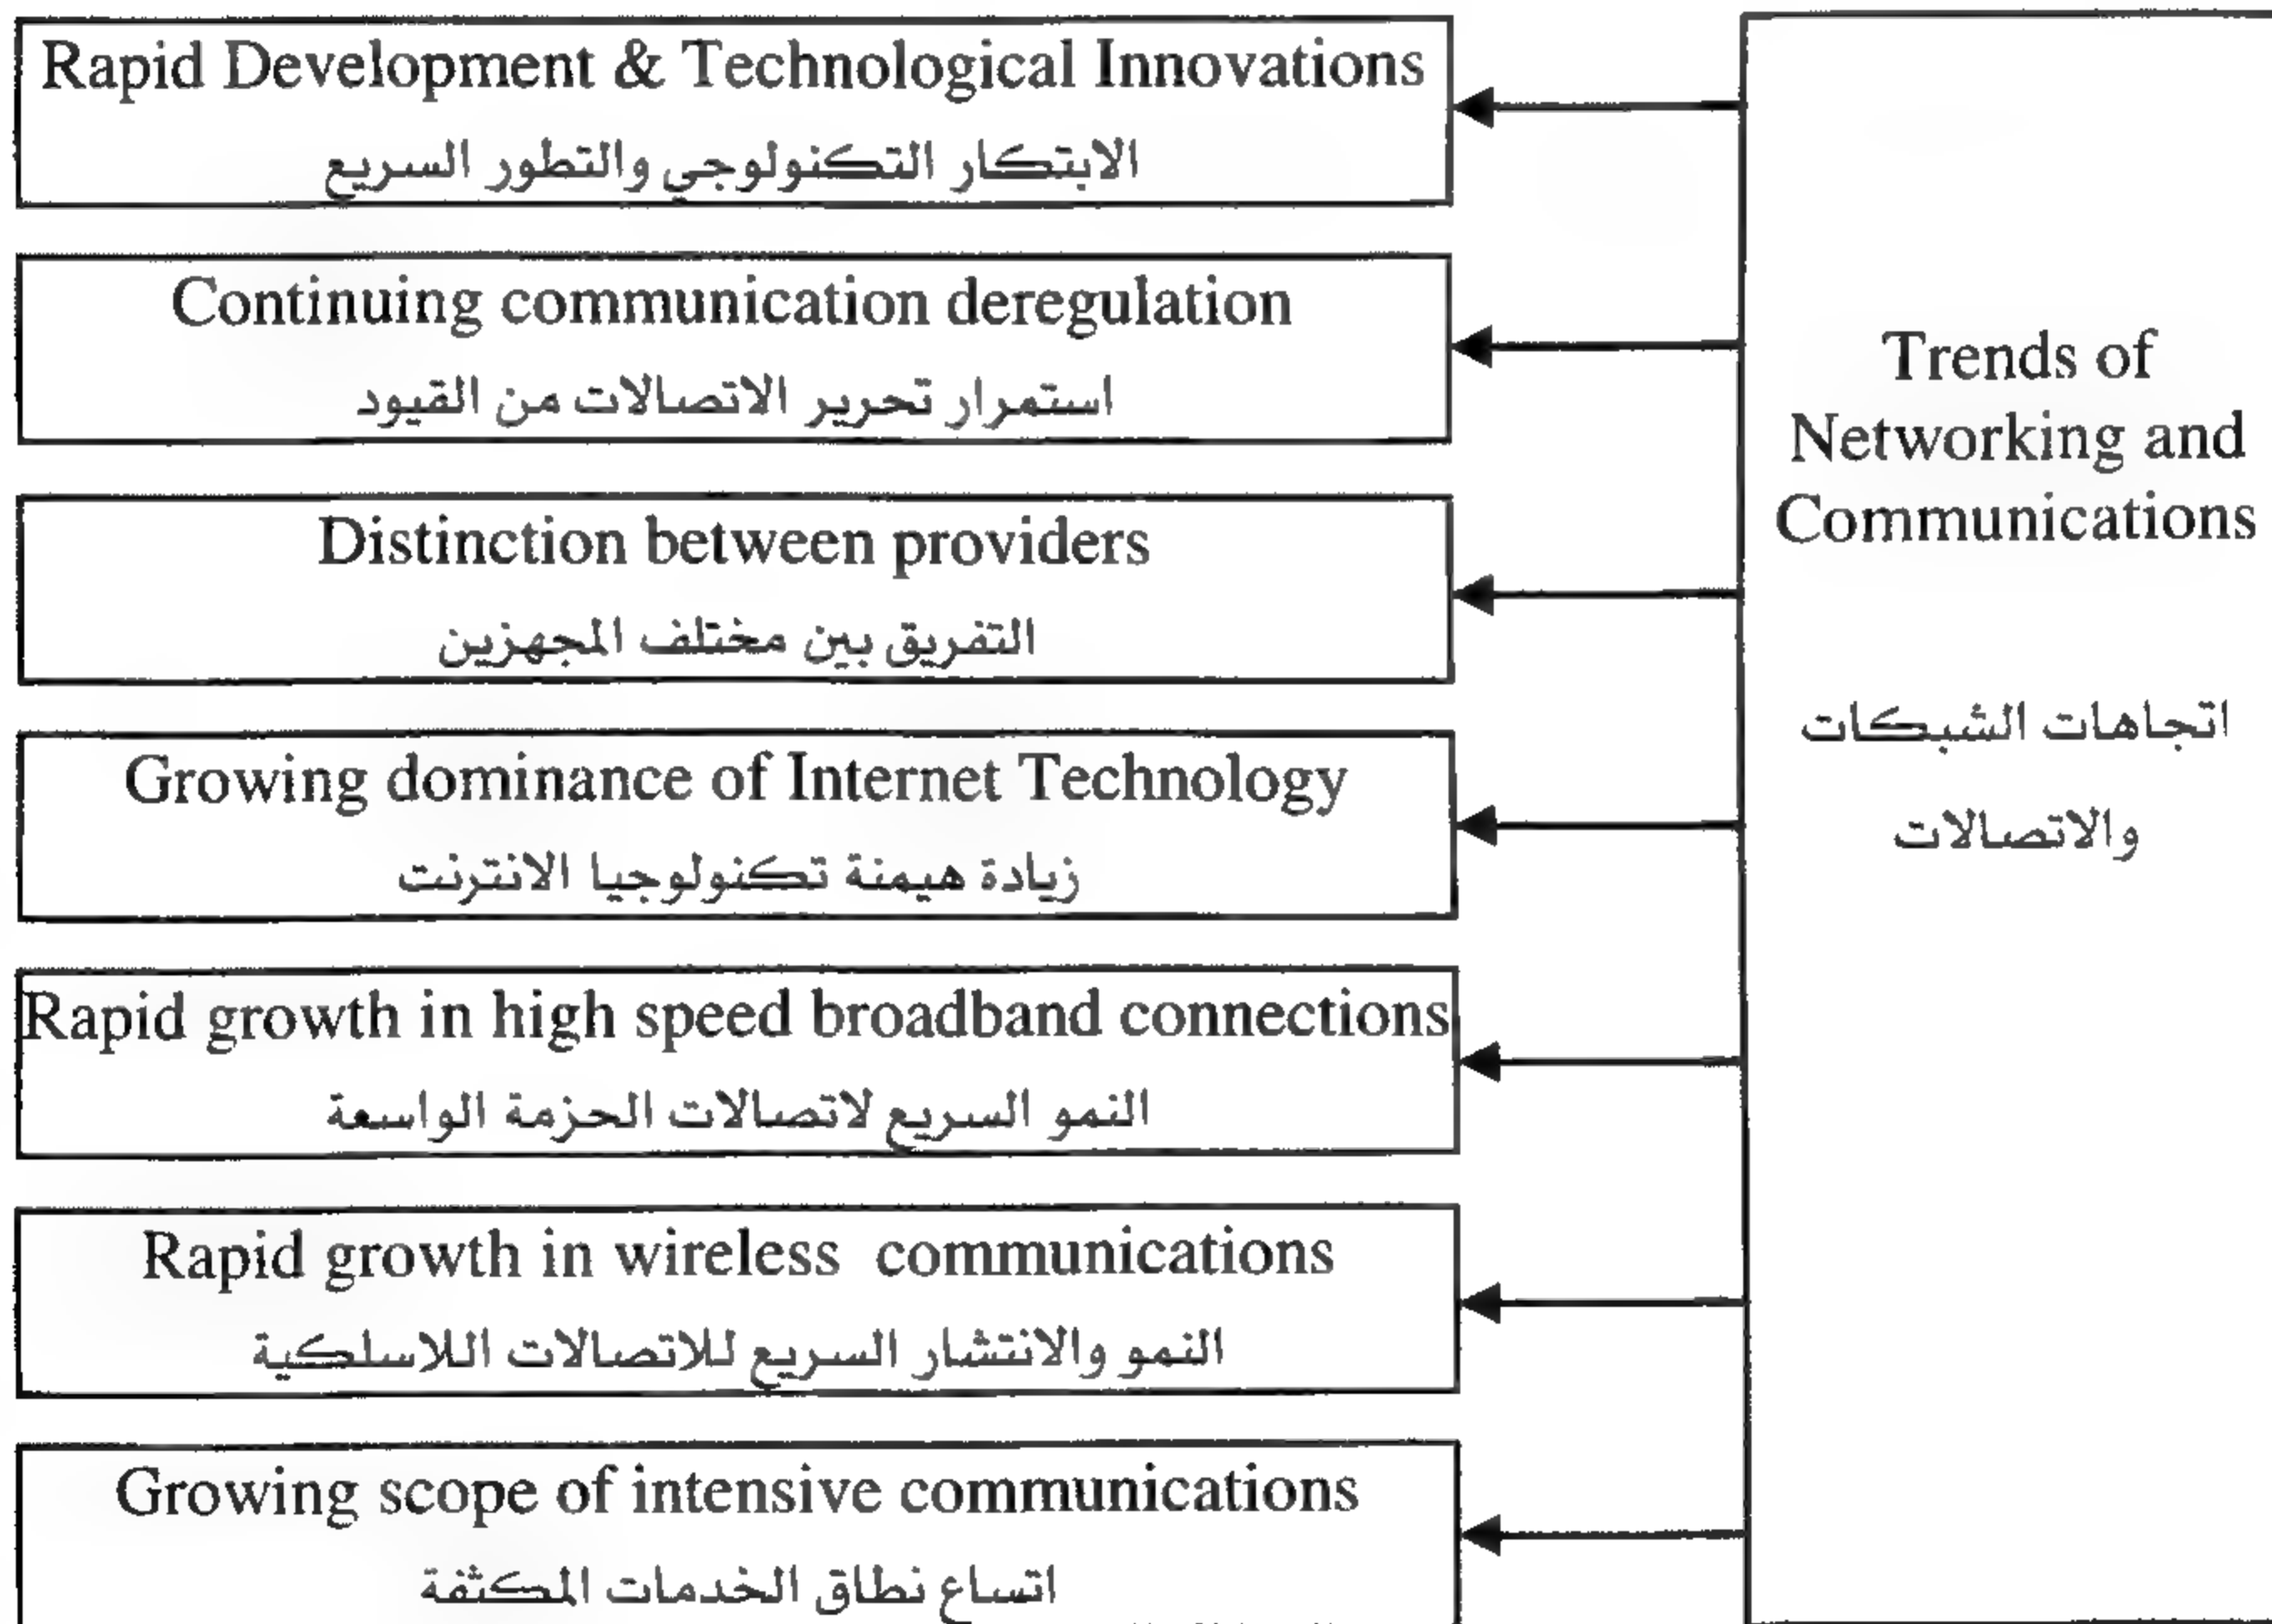 Rapid Development & Technological Innovations
الابتكار التكنولوجي والتطور السريع
Continuing communication deregulation
استمرار تحرير الاتصالات من القيود
Distinction between providers
التفريق بين مختلف المجهزين
Growing dominance of Internet Technology
زيادة هيمنة تكنولوجيا الانترنت
Rapid growth in high speed broadband connections
النمو السريع لاتصالات الحزمة الواسعة
Rapid growth in wireless communications
النمو والانتشار السريع للاتصالات اللاسلكية
Growing scope of intensive communications
اتساع نطاق الخدمات المكثفة
Trends of
Networking and
Communications
اتجاهات الشبكات
والاتصالات